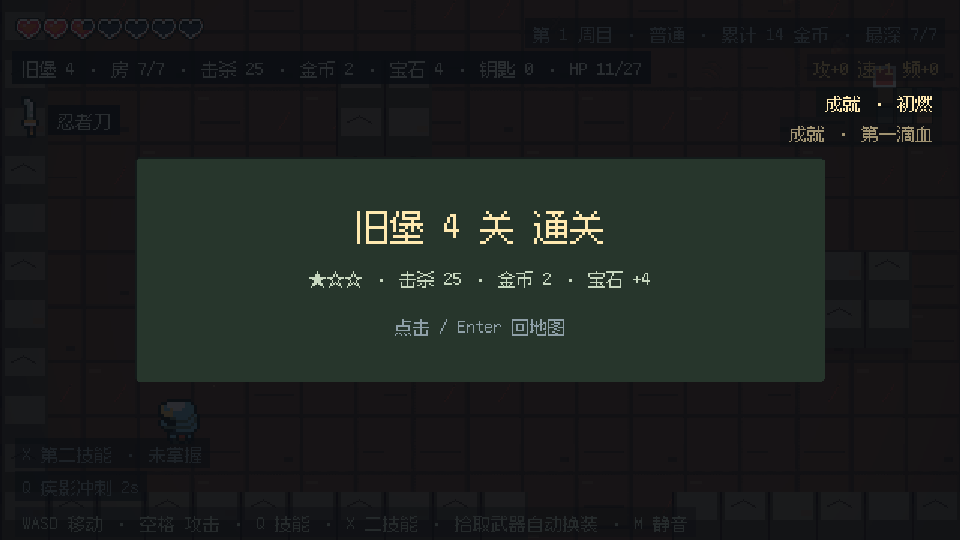 第 1 周目 · 普通 · 累计 14 金币 · 最深 7/7
旧堡 4 · 房 7/7 · 击杀 25 · 金币 2 · 宝石 4 · 钥匙 0 · HP 11/27
攻+0 速+1 频+0
成就 · 初燃
忍者刀
成就 · 第一滴血
旧堡 4 关 通关
★☆☆ · 击杀 25 · 金币 2 · 宝石 +4
点击 / Enter 回地图
X 第二技能 · 未掌握
Q 疾影冲刺 2s
WASD 移动 · 空格 攻击 · Q 技能 · X 二技能 · 拾取武器自动换装 · M 静音